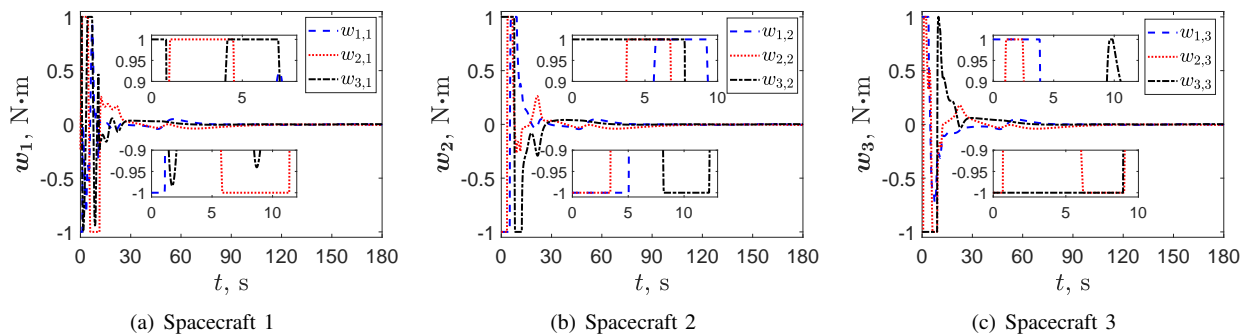 1
0.5
0
-0.5
-1
w1, N·m
0 30 60 90 120 150 180
t, s
w1,1
w2,1
w3,1
1
0.95
0.9
0 5
-0.9
-0.95
-1
0 5 10
(a) Spacecraft 1
1
0.5
0
-0.5
-1
w2, N·m
0 30 60 90 120 150 180
t, s
w1,2
w2,2
w3,2
1
0.95
0.9
0 5 10
-0.9
-0.95
-1
0 5 10
(b) Spacecraft 2
1
0.5
0
-0.5
-1
w3, N·m
0 30 60 90 120 150 180
t, s
w1,3
w2,3
w3,3
1
0.95
0.9
0 5 10
-0.9
-0.95
-1
0 5 10
(c) Spacecraft 3